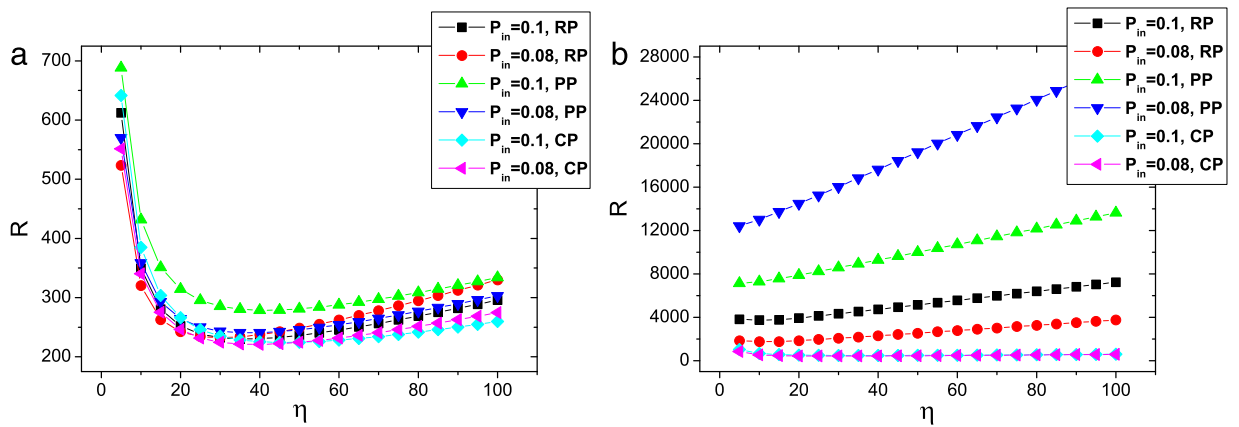 a
P_in=0.1, RP
P_in=0.08, RP
P_in=0.1, PP
P_in=0.08, PP
P_in=0.1, CP
P_in=0.08, CP
700
600
500
400
300
200
R
0 20 40 60 80 100
η
b
P_in=0.1, RP
P_in=0.08, RP
P_in=0.1, PP
P_in=0.08, PP
P_in=0.1, CP
P_in=0.08, CP
28000
24000
20000
16000
12000
8000
4000
0
R
0 20 40 60 80 100
η